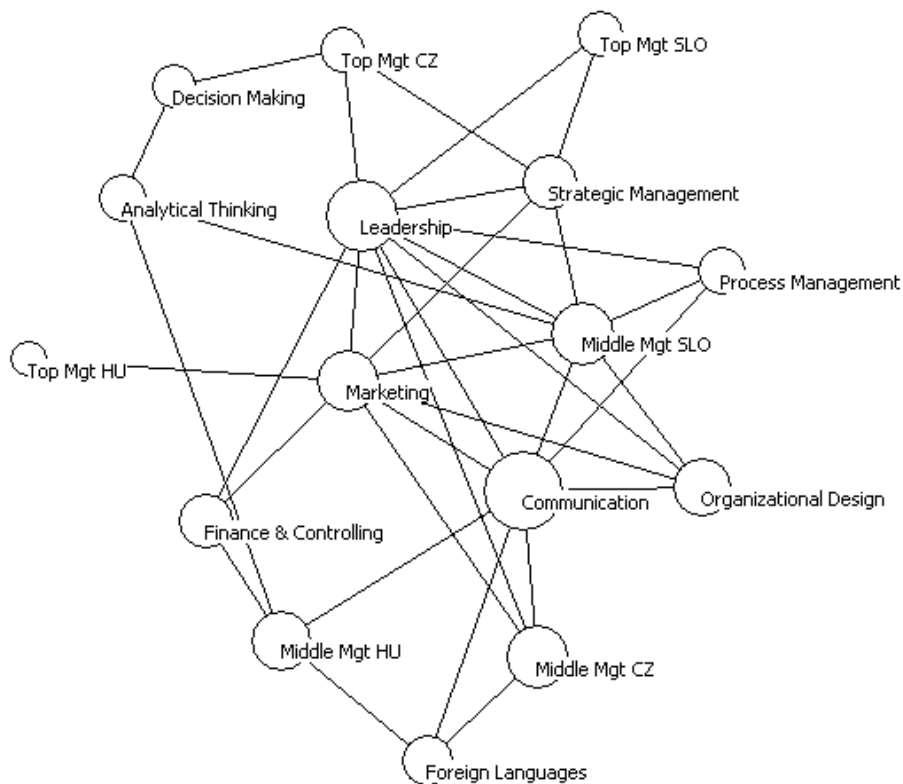 Top Mgt SLO
Top Mgt CZ
Decision Making
Strategic Management
Analytical Thinking
Leadership
Process Management
Middle Mgt SLO
Top Mgt HU
Marketing
Organizational Design
Communication
Finance & Controlling
Middle Mgt HU
Middle Mgt CZ
Foreign Languages